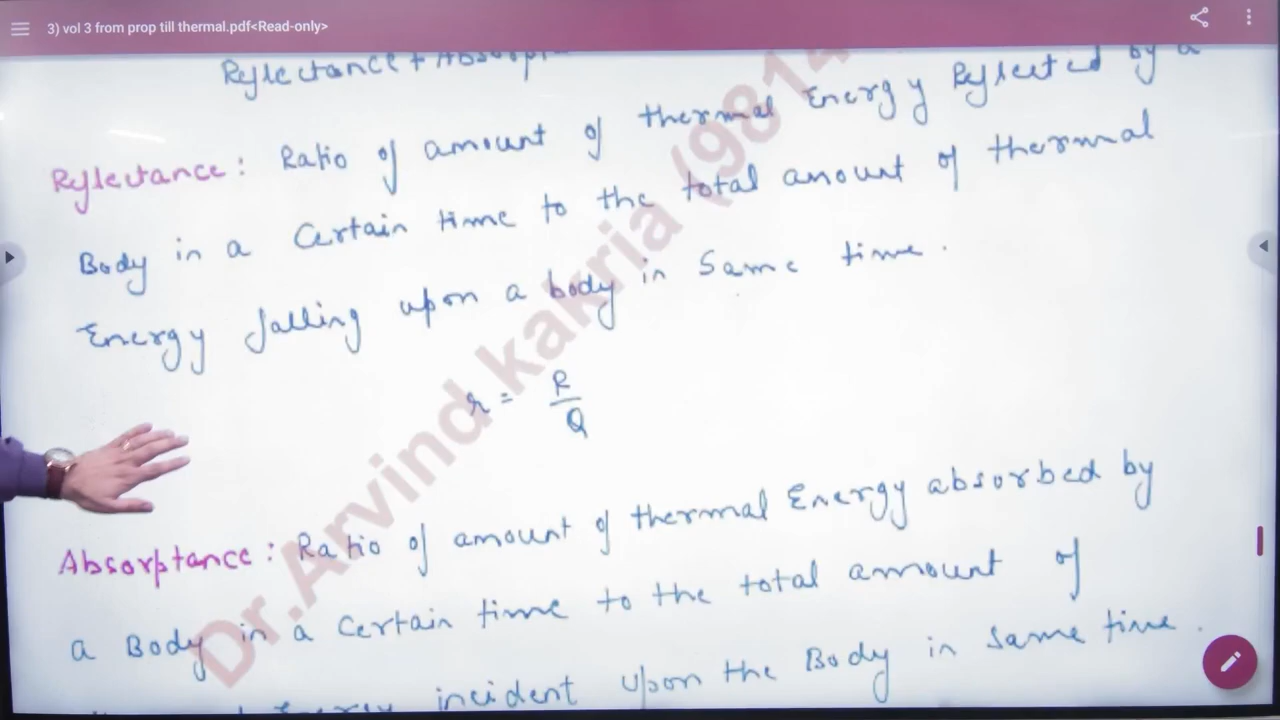 3) vol 3 from prop till thermal.pdf<Read-only>
Reflectance + Absorpt
Reflectance: Ratio of amount of thermal Energy Reflected by a
Body in a Certain time to the total amount of thermal
Energy falling upon a body in Same time.
r = R/Q
Absorptance: Ratio of amount of thermal Energy absorbed by
a Body in a Certain time to the total amount of
Energy incident upon the Body in same time.
Dr.Arvind kakria (9814